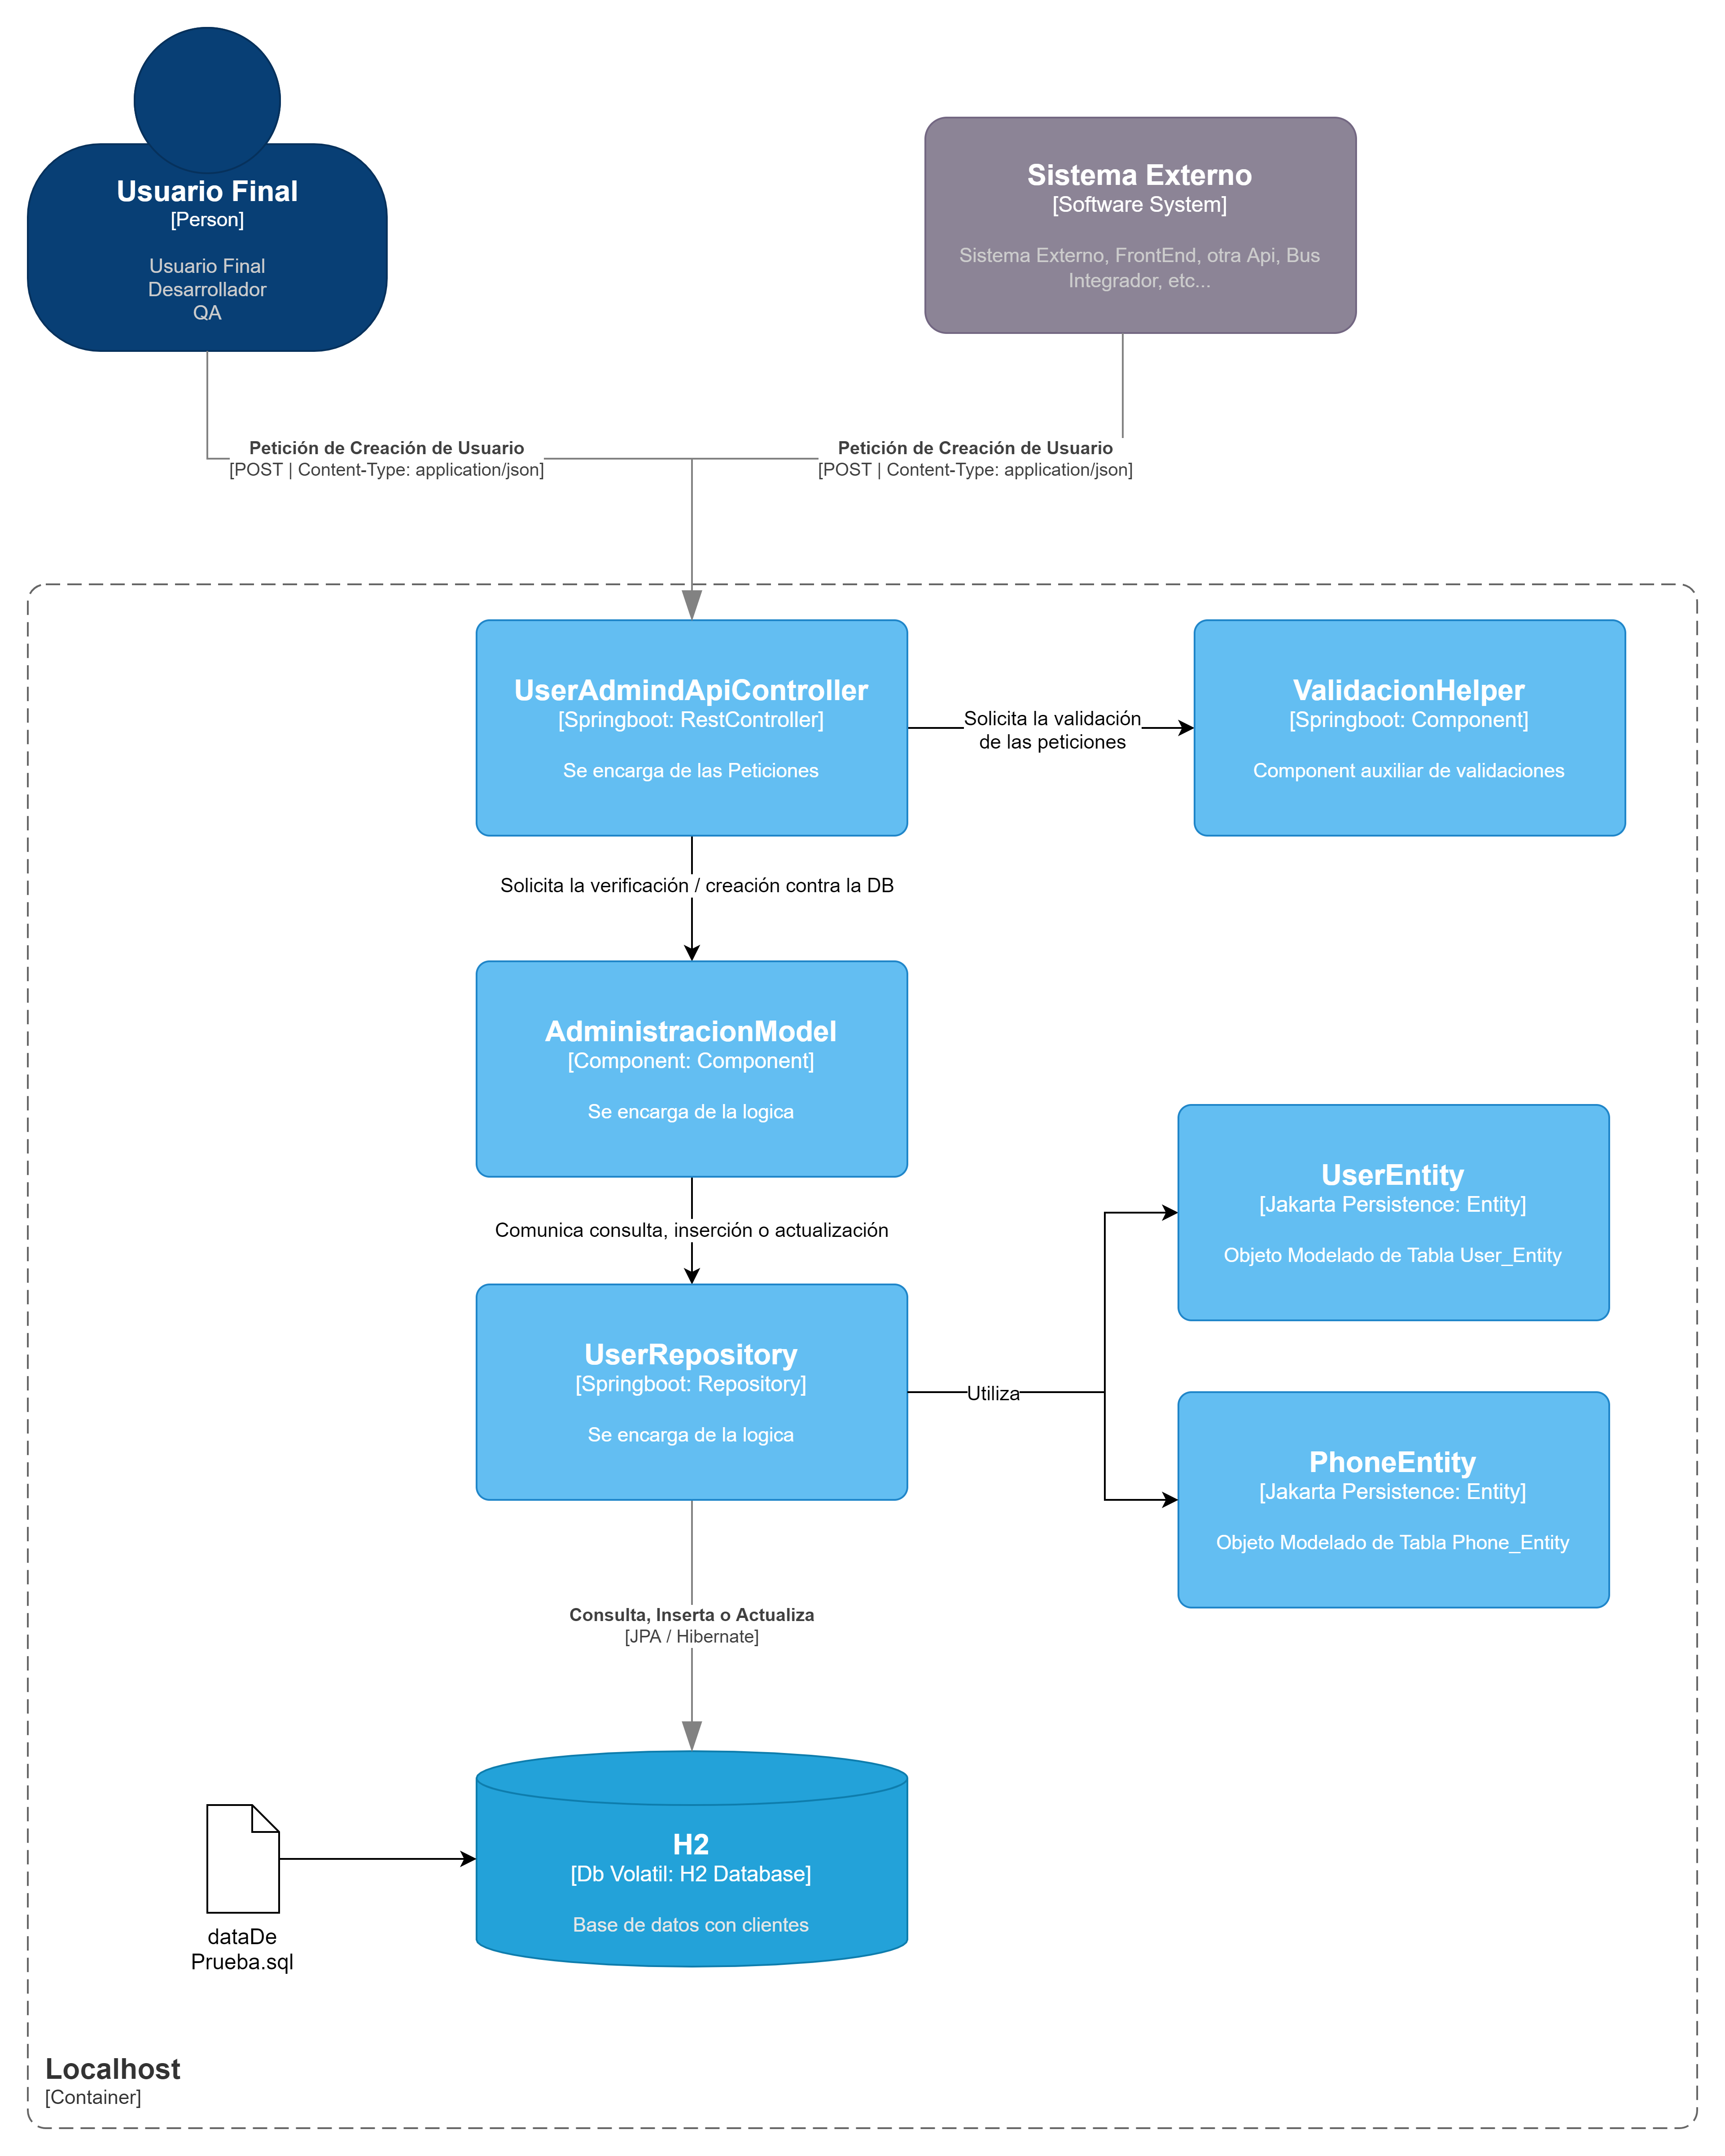 Usuario Final
[Person]
Usuario Final
Desarrollador
QA
Sistema Externo
[Software System]
Sistema Externo, FrontEnd, otra Api, Bus
Integrador, etc...
Petición de Creación de Usuario
[POST | Content-Type: application/json]
Petición de Creación de Usuario
[POST | Content-Type: application/json]
UserAdmindApiController
[Springboot: RestController]
Se encarga de las Peticiones
Solicita la validación
de las peticiones
ValidacionHelper
[Springboot: Component]
Component auxiliar de validaciones
Solicita la verificación / creación contra la DB
AdministracionModel
[Component: Component]
Se encarga de la logica
Comunica consulta, inserción o actualización
UserEntity
[Jakarta Persistence: Entity]
Objeto Modelado de Tabla User_Entity
UserRepository
[Springboot: Repository]
Se encarga de la logica
Utiliza
PhoneEntity
[Jakarta Persistence: Entity]
Objeto Modelado de Tabla Phone_Entity
Consulta, Inserta o Actualiza
[JPA / Hibernate]
H2
[Db Volatil: H2 Database]
Base de datos con clientes
dataDe
Prueba.sql
Localhost
[Container]